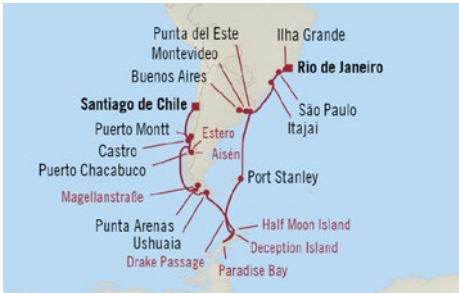 Punta del Este
Montevideo
Buenos Aires
Ilha Grande
Rio de Janeiro
São Paulo
Itajai
Santiago de Chile
Puerto Montt
Castro
Puerto Chacabuco
Estero
Aisén
Magellanstraße
Port Stanley
Punta Arenas
Ushuaia
Drake Passage
Half Moon Island
Deception Island
Paradise Bay